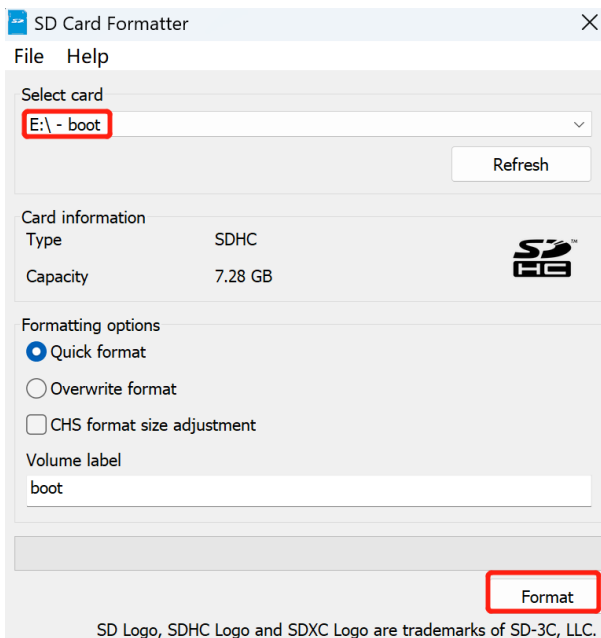 SD Card Formatter
File Help
Select card
E:\ - boot
Refresh
Card information
Type SDHC
Capacity 7.28 GB
SD™
HC
Formatting options
Quick format
Overwrite format
CHS format size adjustment
Volume label
boot
Format
SD Logo, SDHC Logo and SDXC Logo are trademarks of SD-3C, LLC.